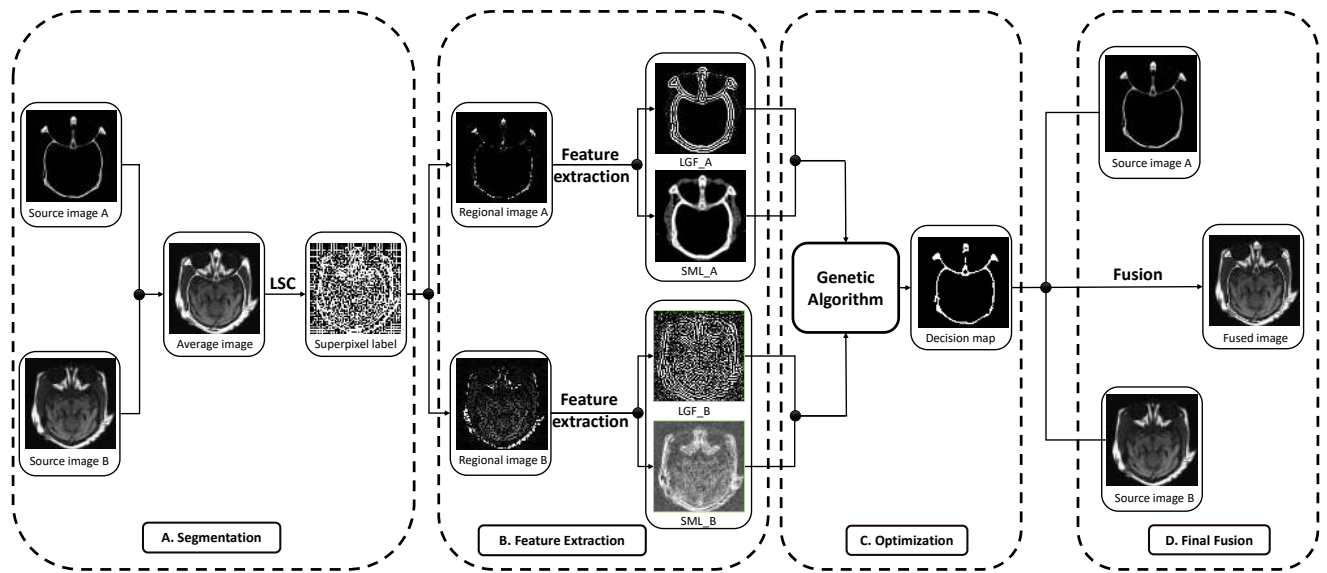 Source image A
Source image B
Average image
LSC
Superpixel label
A. Segmentation
Regional image A
Feature
extraction
LGF_A
SML_A
Regional image B
Feature
extraction
LGF_B
SML_B
B. Feature Extraction
Genetic
Algorithm
Decision map
C. Optimization
Source image A
Fusion
Fused image
Source image B
D. Final Fusion